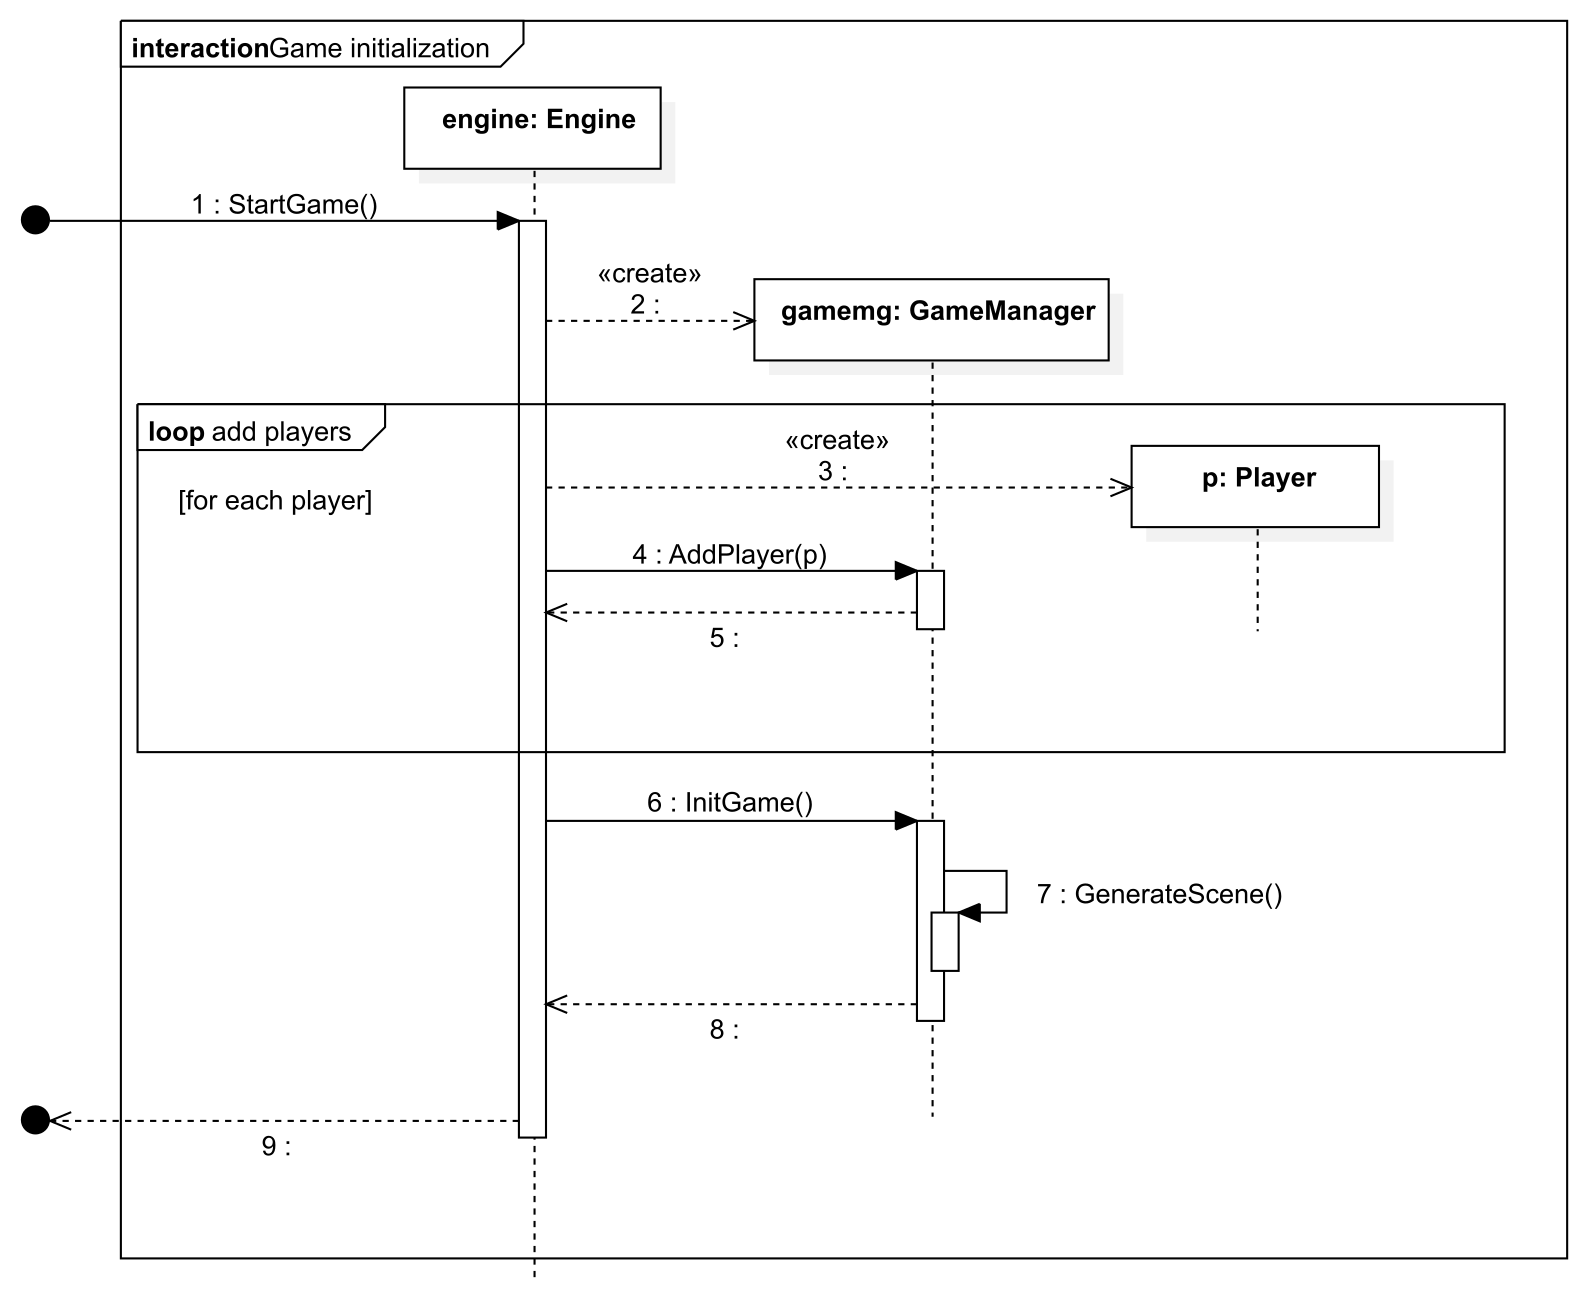 interactionGame initialization
engine: Engine
1 : StartGame()
«create»
2 :
gamemg: GameManager
loop add players
«create»
3 :
p: Player
[for each player]
4 : AddPlayer(p)
5 :
6 : InitGame()
7 : GenerateScene()
8 :
9 :